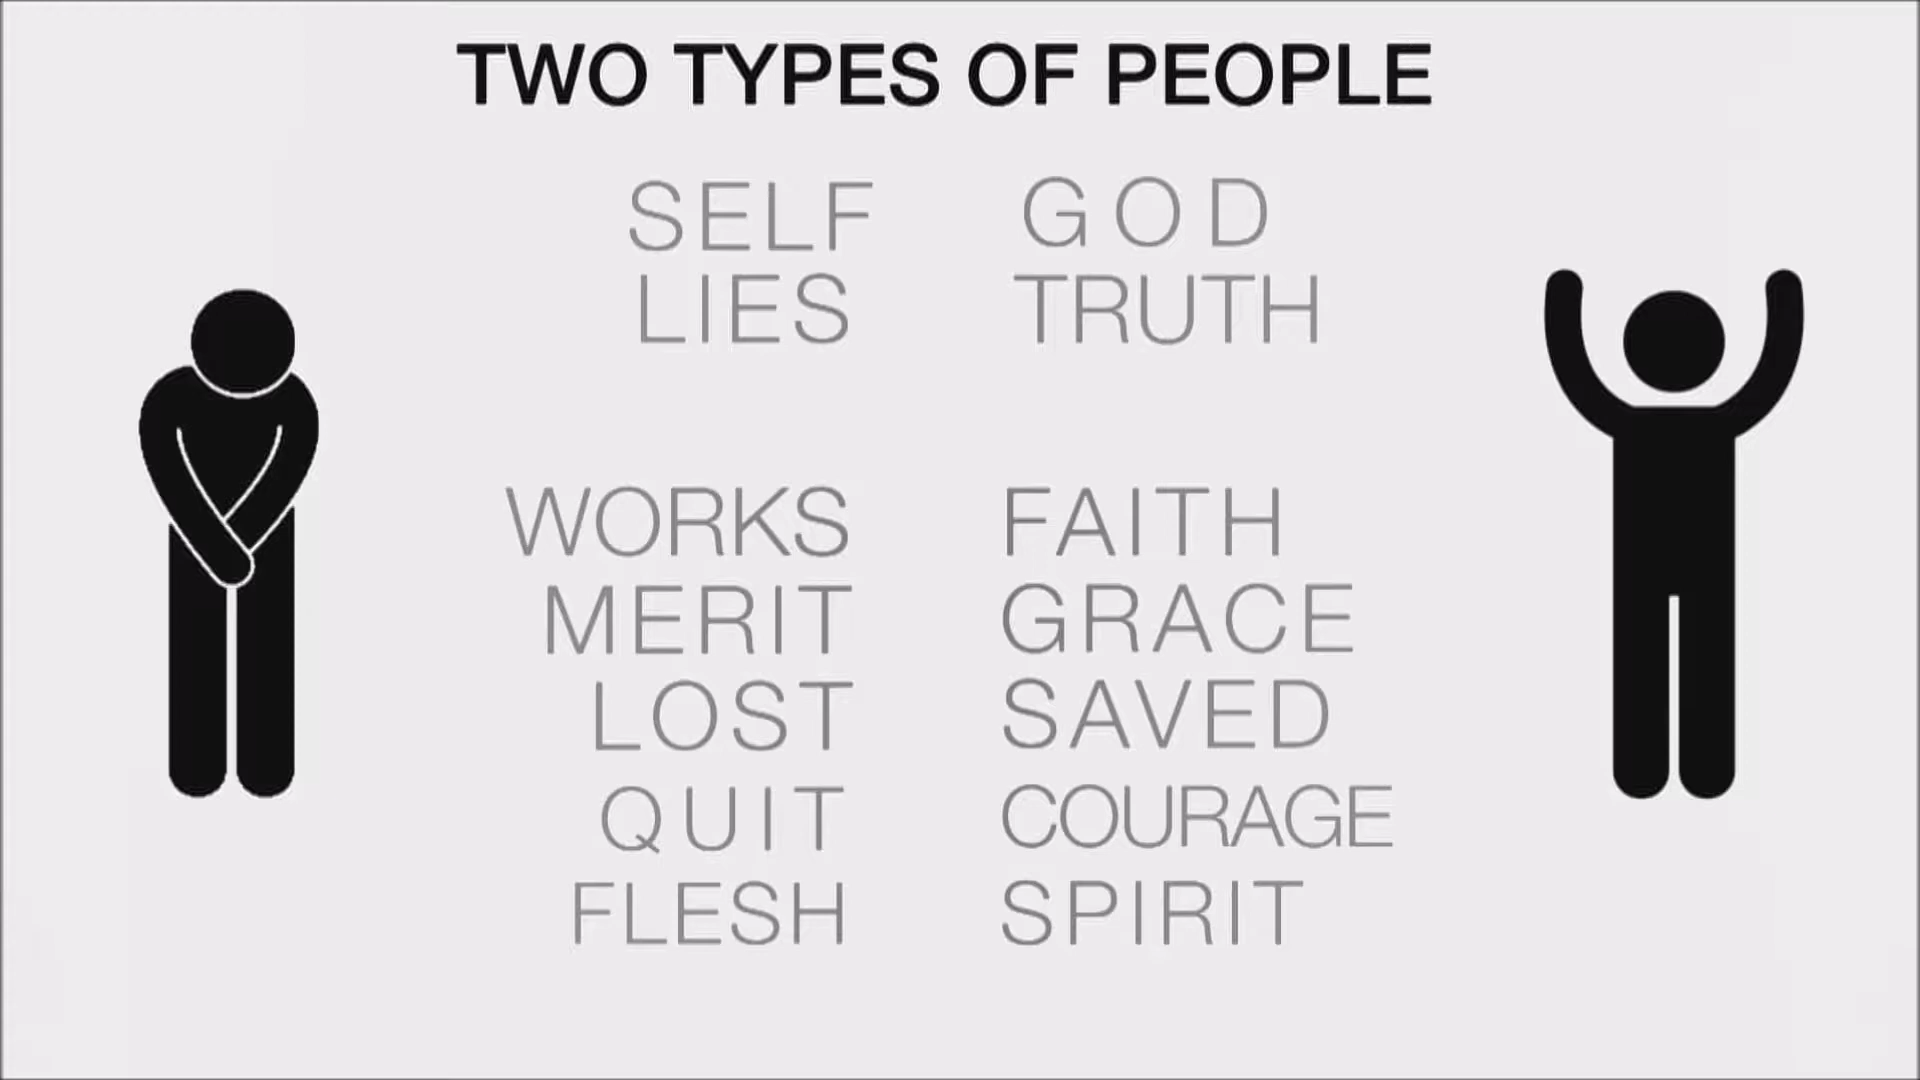 TWO TYPES OF PEOPLE
SELF GOD
LIES TRUTH
WORKS FAITH
MERIT GRACE
LOST SAVED
QUIT COURAGE
FLESH SPIRIT